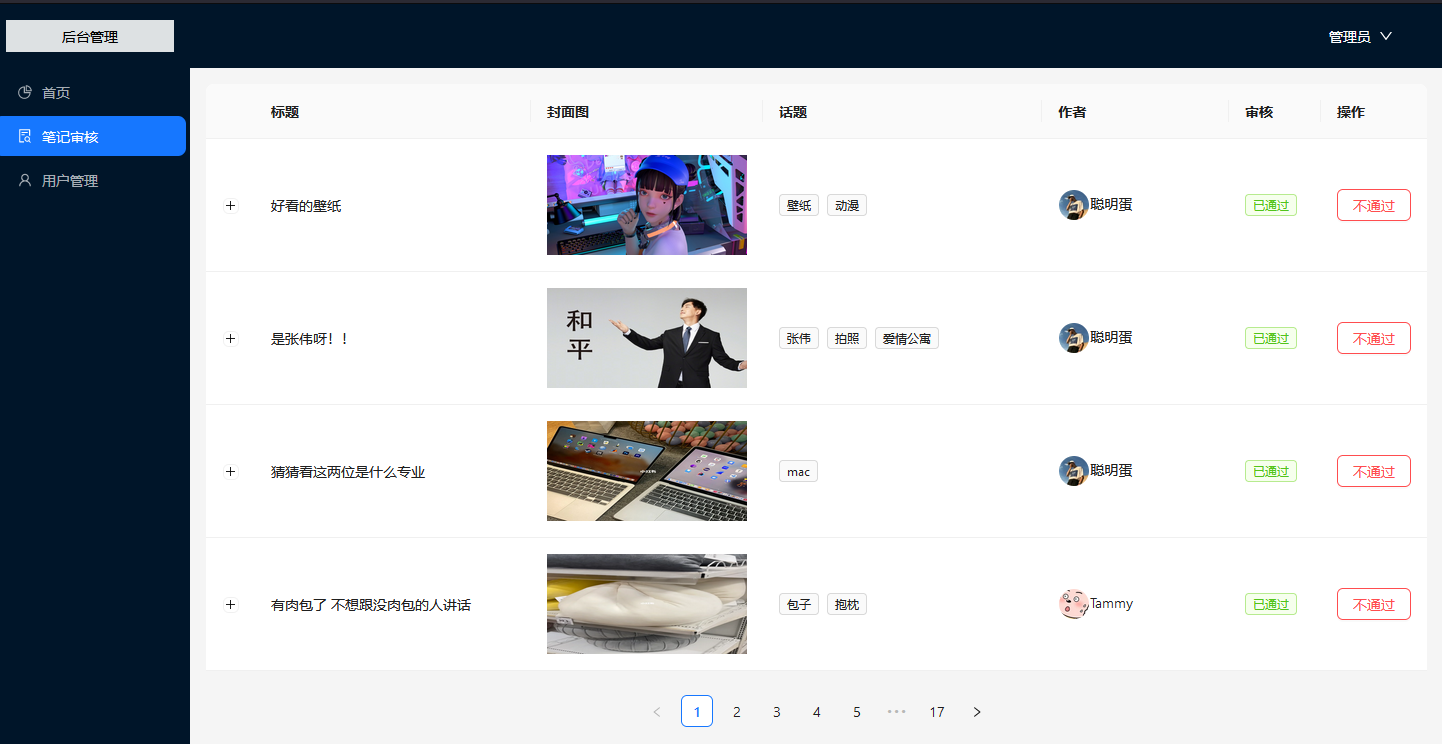 后台管理
管理员
首页
笔记审核
用户管理
标题 封面图 话题 作者 审核 操作
好看的壁纸 壁纸 动漫 聪明蛋 已通过 不通过
和平
是张伟呀！！ 张伟 拍照 爱情公寓 聪明蛋 已通过 不通过
猜猜看这两位是什么专业 mac 聪明蛋 已通过 不通过
有肉包了 不想跟没肉包的人讲话 包子 抱枕 Tammy 已通过 不通过
1 2 3 4 5 ••• 17